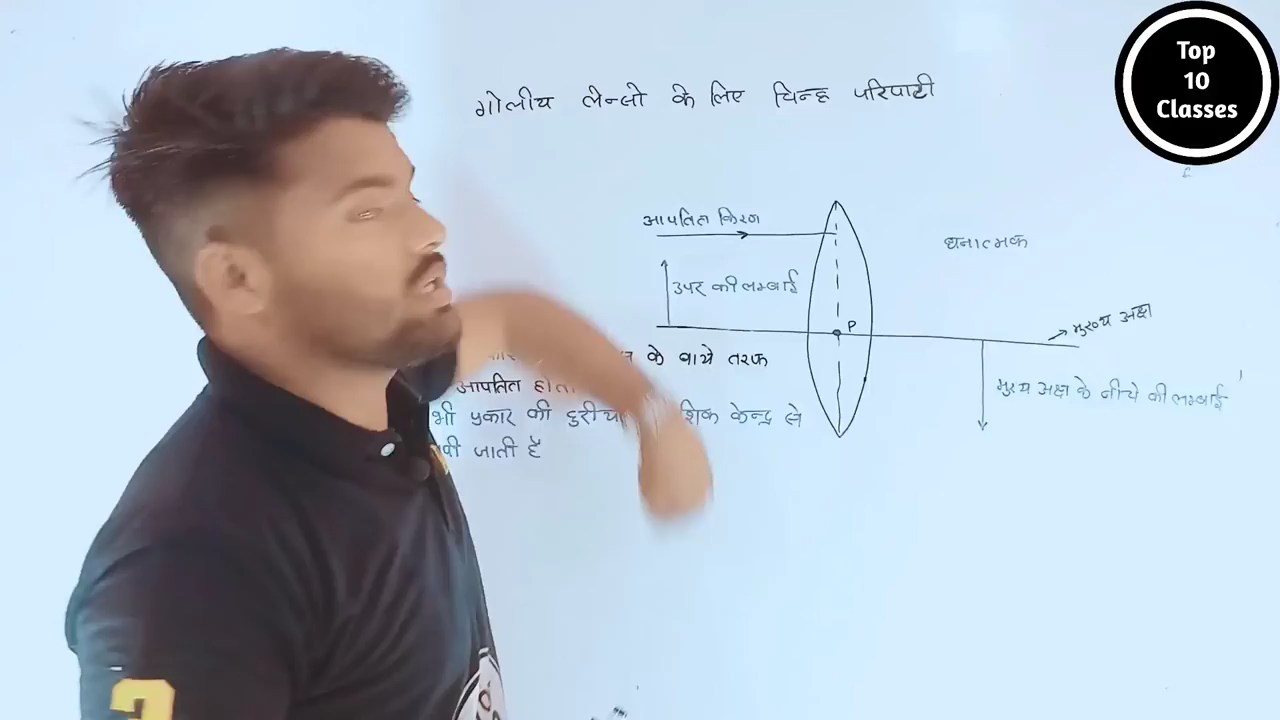 गोलीय लेन्सो के लिए चिन्ह परिपाटी
Top
10
Classes
आपतित किरण
धनात्मक
उपर की लम्बाई
P
मुख्य अक्ष
के बाये तरफ
आपतित होता
मुख्य अक्ष के नीचे की लम्बाई
भी प्रकार की दुरीया केन्द्र से
जाती है